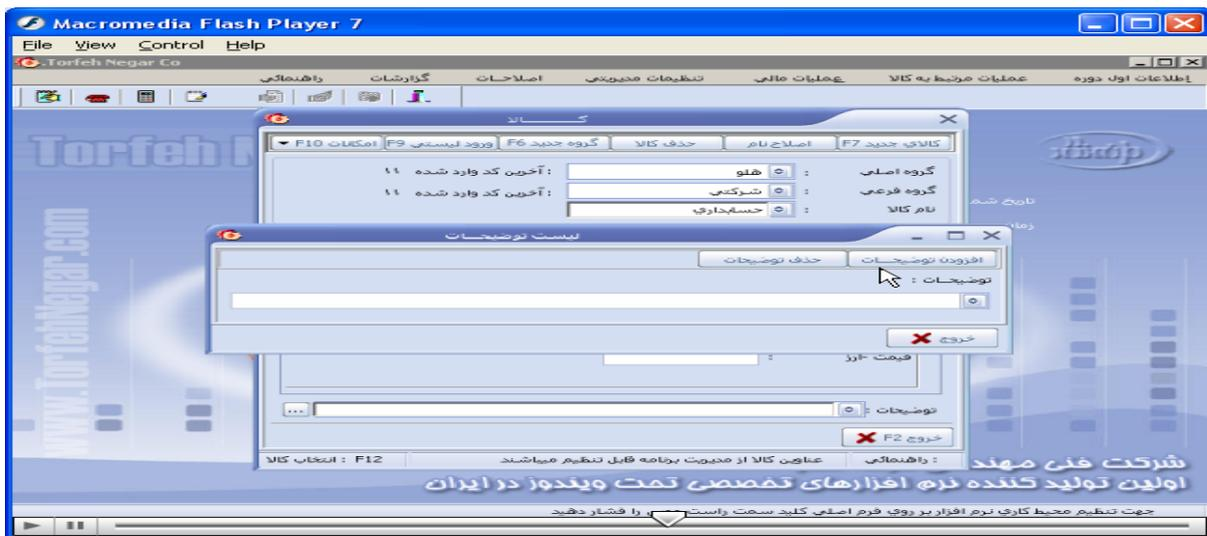 Macromedia Flash Player 7
File View Control Help
Torfeh Negar Co.
اطلاعات اول دوره عملیات مرتبط به کالا عملیات مالی تنظیمات مدیریتی اصلاحات گزارشات راهنمائی
کالا
کالای جدید F7 اصلاح نام حذف کالا گروه جدید F6 ورود لیستی F9 امکانات F10
گروه اصلی : هلو آخرین کد وارد شده : ۱۱
گروه فرعی : شرکتی آخرین کد وارد شده : ۱۱
نام کالا : حسابداری
لیست توضیحات
افزودن توضیحات حذف توضیحات
توضیحات :
خروج
قیمت ارز :
توضیحات : ...
خروج F2
راهنمائی : عناوین کالا از مدیریت برنامه قابل تنظیم میباشند F12 : انتخاب کالا
www.TorfehNegar.com
شرکت فنی مهند
اولین تولید کننده نرم افزارهای تخصصی تحت ویندوز در ایران
جهت تنظیم محیط کاری نرم افزار بر روی فرم اصلی کلید سمت راست را فشار دهید